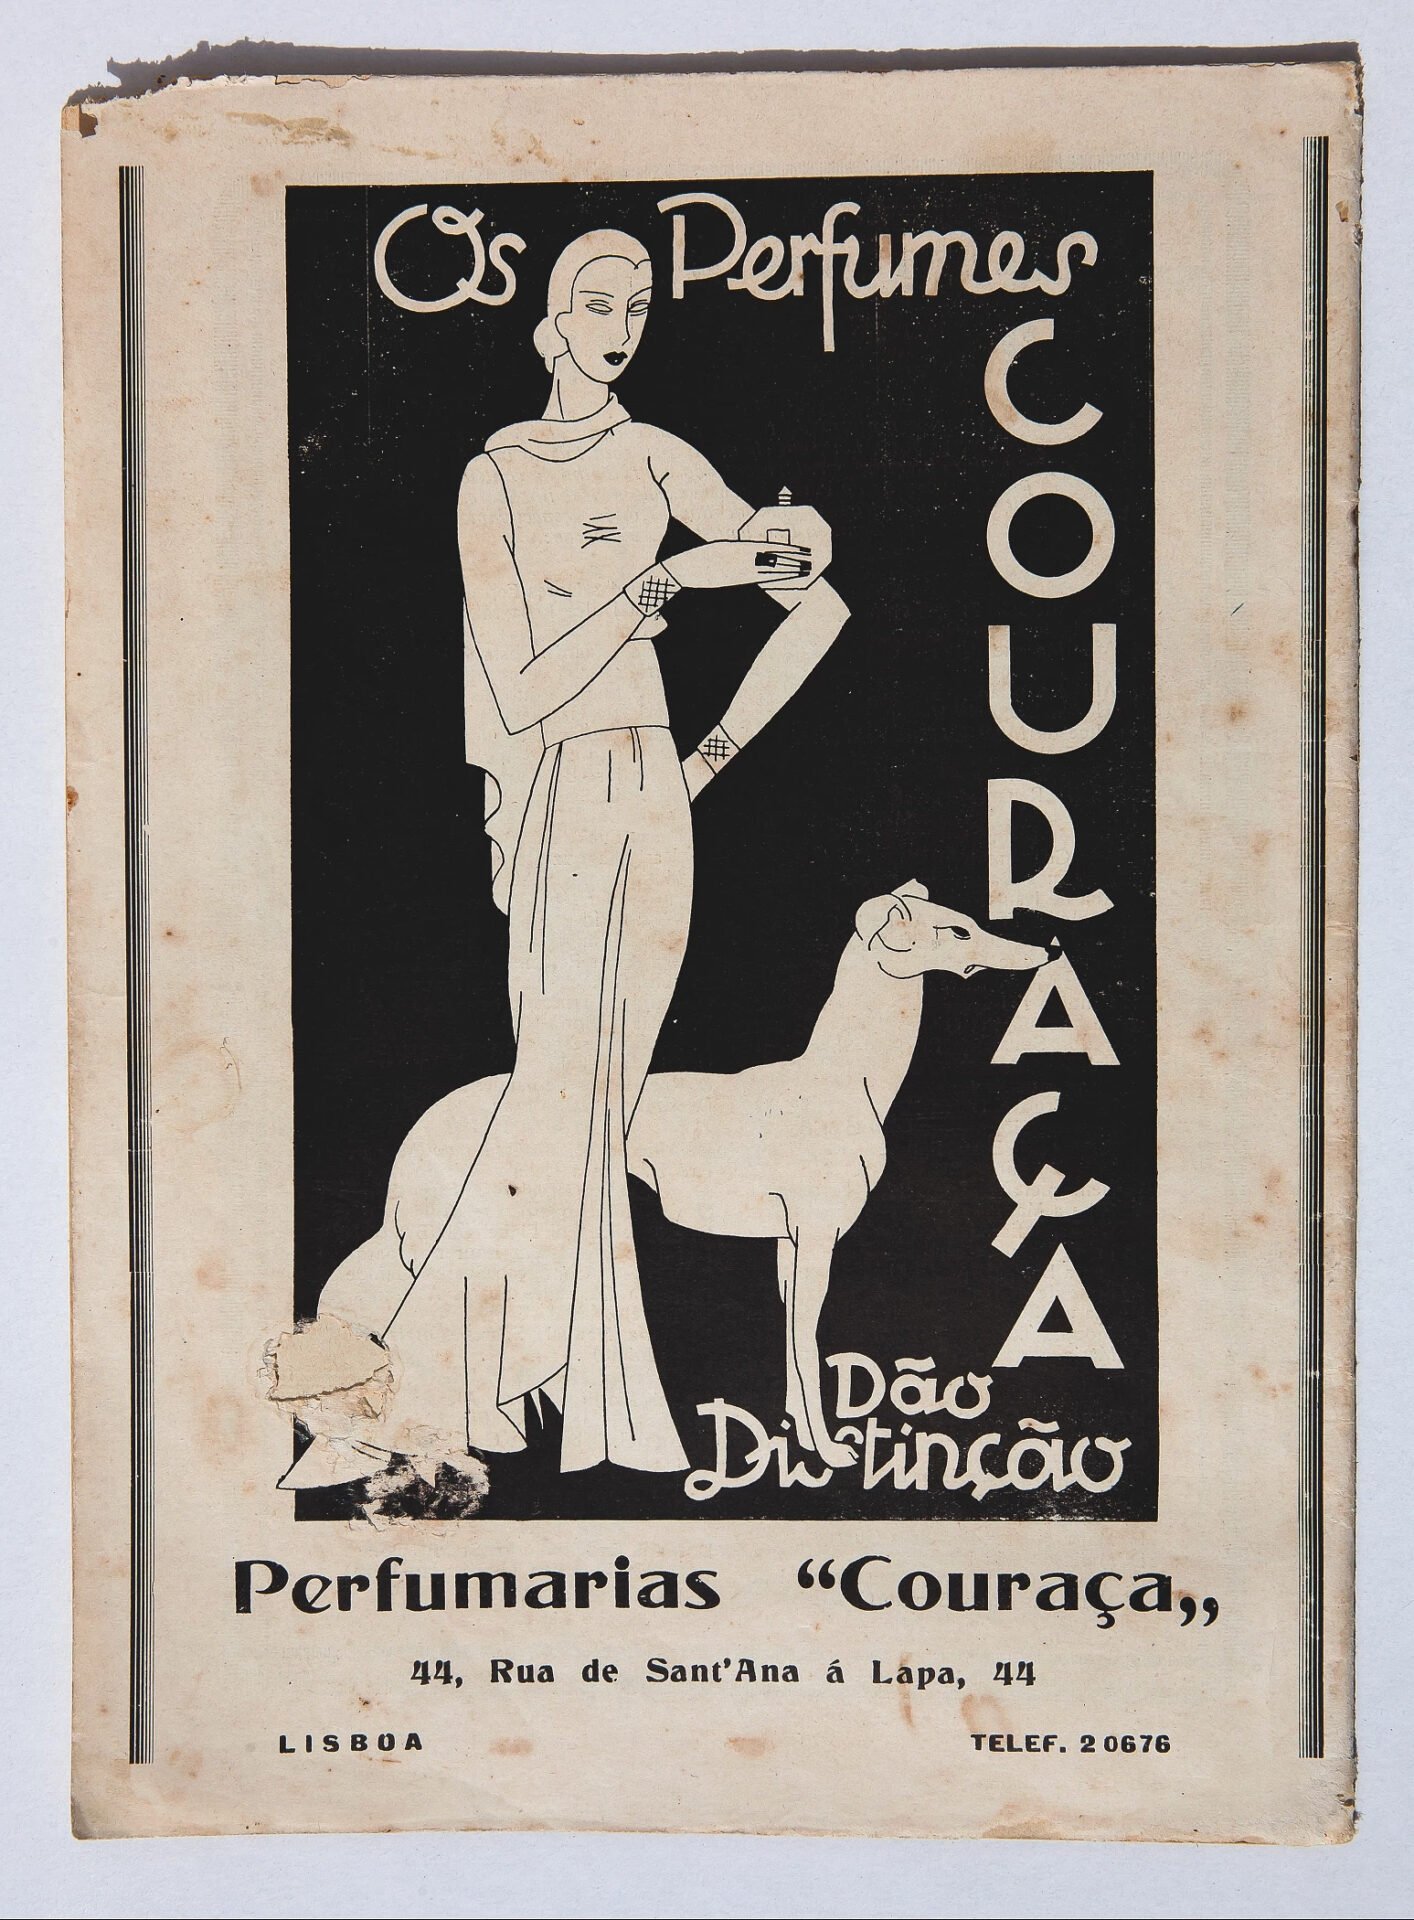 Os Perfumes
COURAÇA
Dão
Distinção
Perfumarias “Couraça„
44, Rua de Sant'Ana á Lapa, 44
LISBOA TELEF. 20676